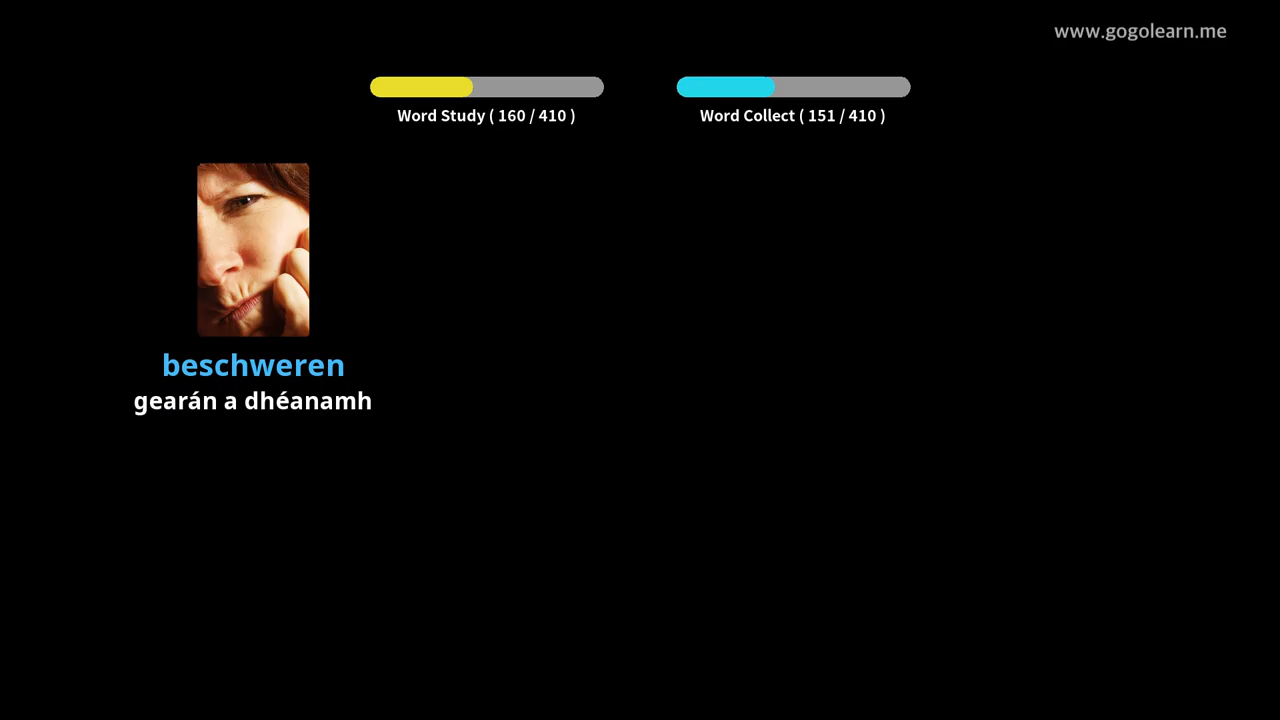 www.gogolearn.me
Word Study ( 160 / 410 )
Word Collect ( 151 / 410 )
beschweren
gearán a dhéanamh